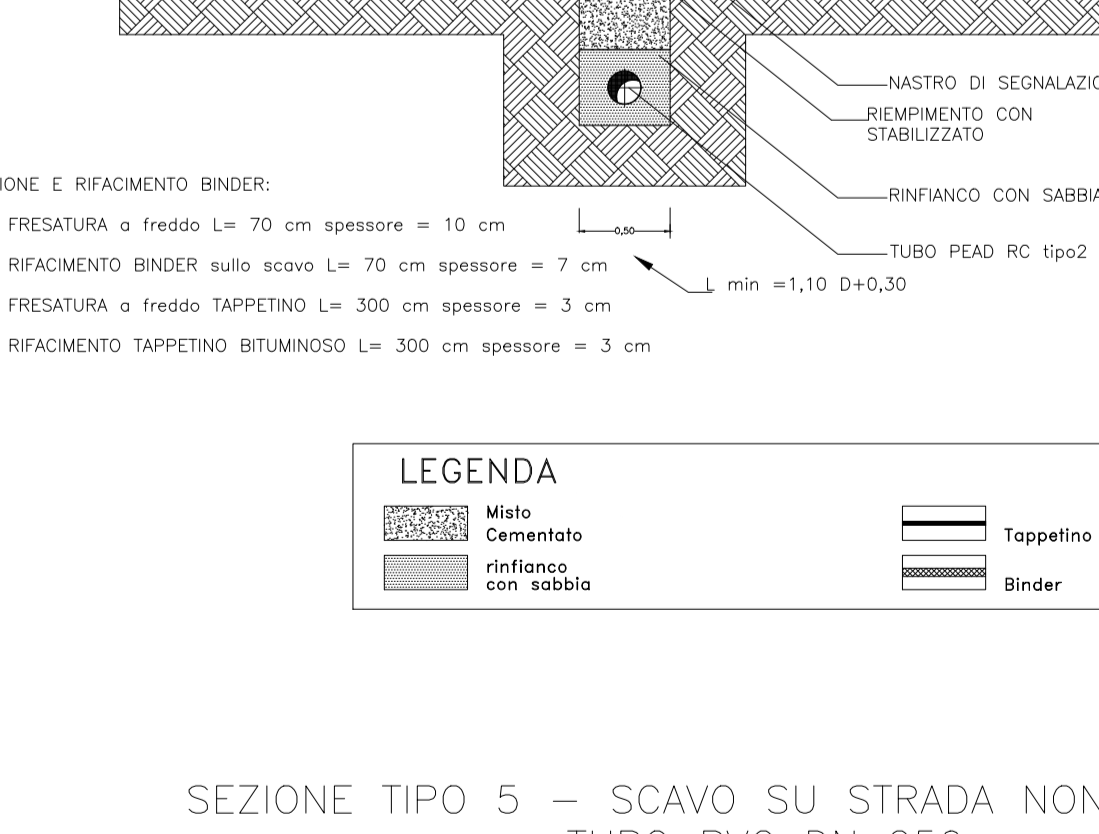 NASTRO DI SEGNALAZIO
RIEMPIMENTO CON
STABILIZZATO
RINFIANCO CON SABBIA
TUBO PEAD RC tipo2
IONE E RIFACIMENTO BINDER:
FRESATURA a freddo L= 70 cm spessore = 10 cm
0,50
RIFACIMENTO BINDER sullo scavo L= 70 cm spessore = 7 cm
L min =1,10 D+0,30
FRESATURA a freddo TAPPETINO L= 300 cm spessore = 3 cm
RIFACIMENTO TAPPETINO BITUMINOSO L= 300 cm spessore = 3 cm
LEGENDA
Misto
Cementato
rinfianco
con sabbia
Tappetino
Binder
SEZIONE TIPO 5 – SCAVO SU STRADA NON
TUBO PVC DN